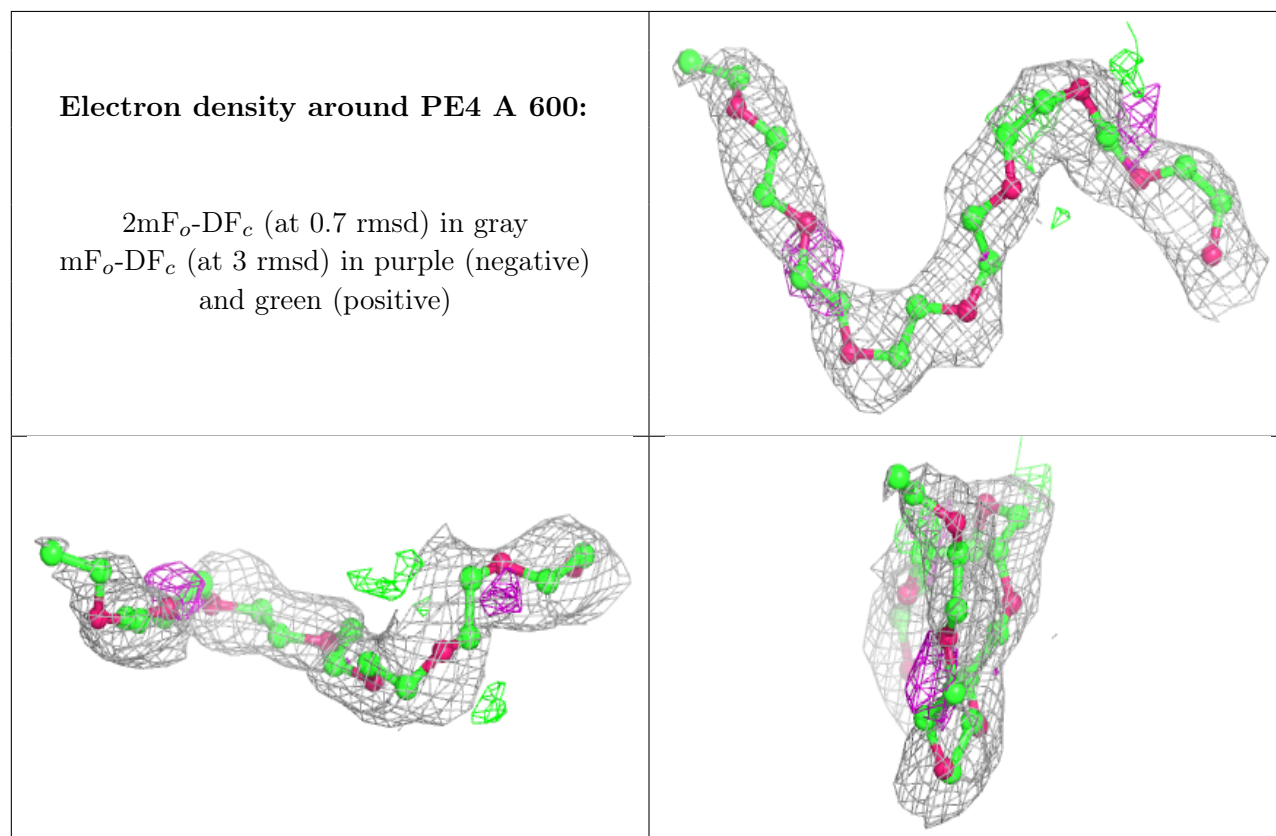 Electron density around PE4 A 600:
2mFo-DFc (at 0.7 rmsd) in gray
mFo-DFc (at 3 rmsd) in purple (negative)
and green (positive)